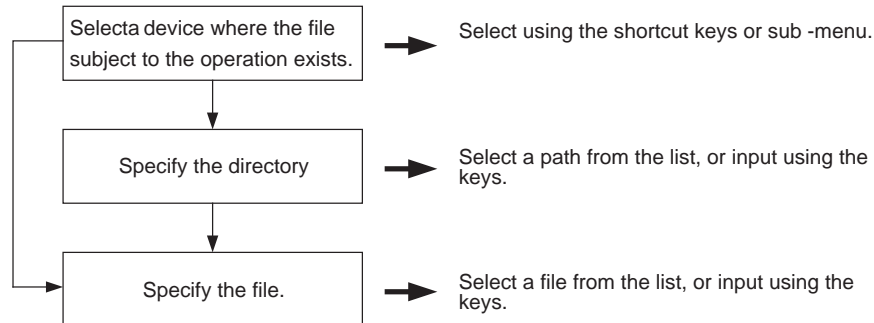 Selecta device where the file
subject to the operation exists.
Select using the shortcut keys or sub -menu.
Specify the directory
Select a path from the list, or input using the
keys.
Specify the file.
Select a file from the list, or input using the
keys.